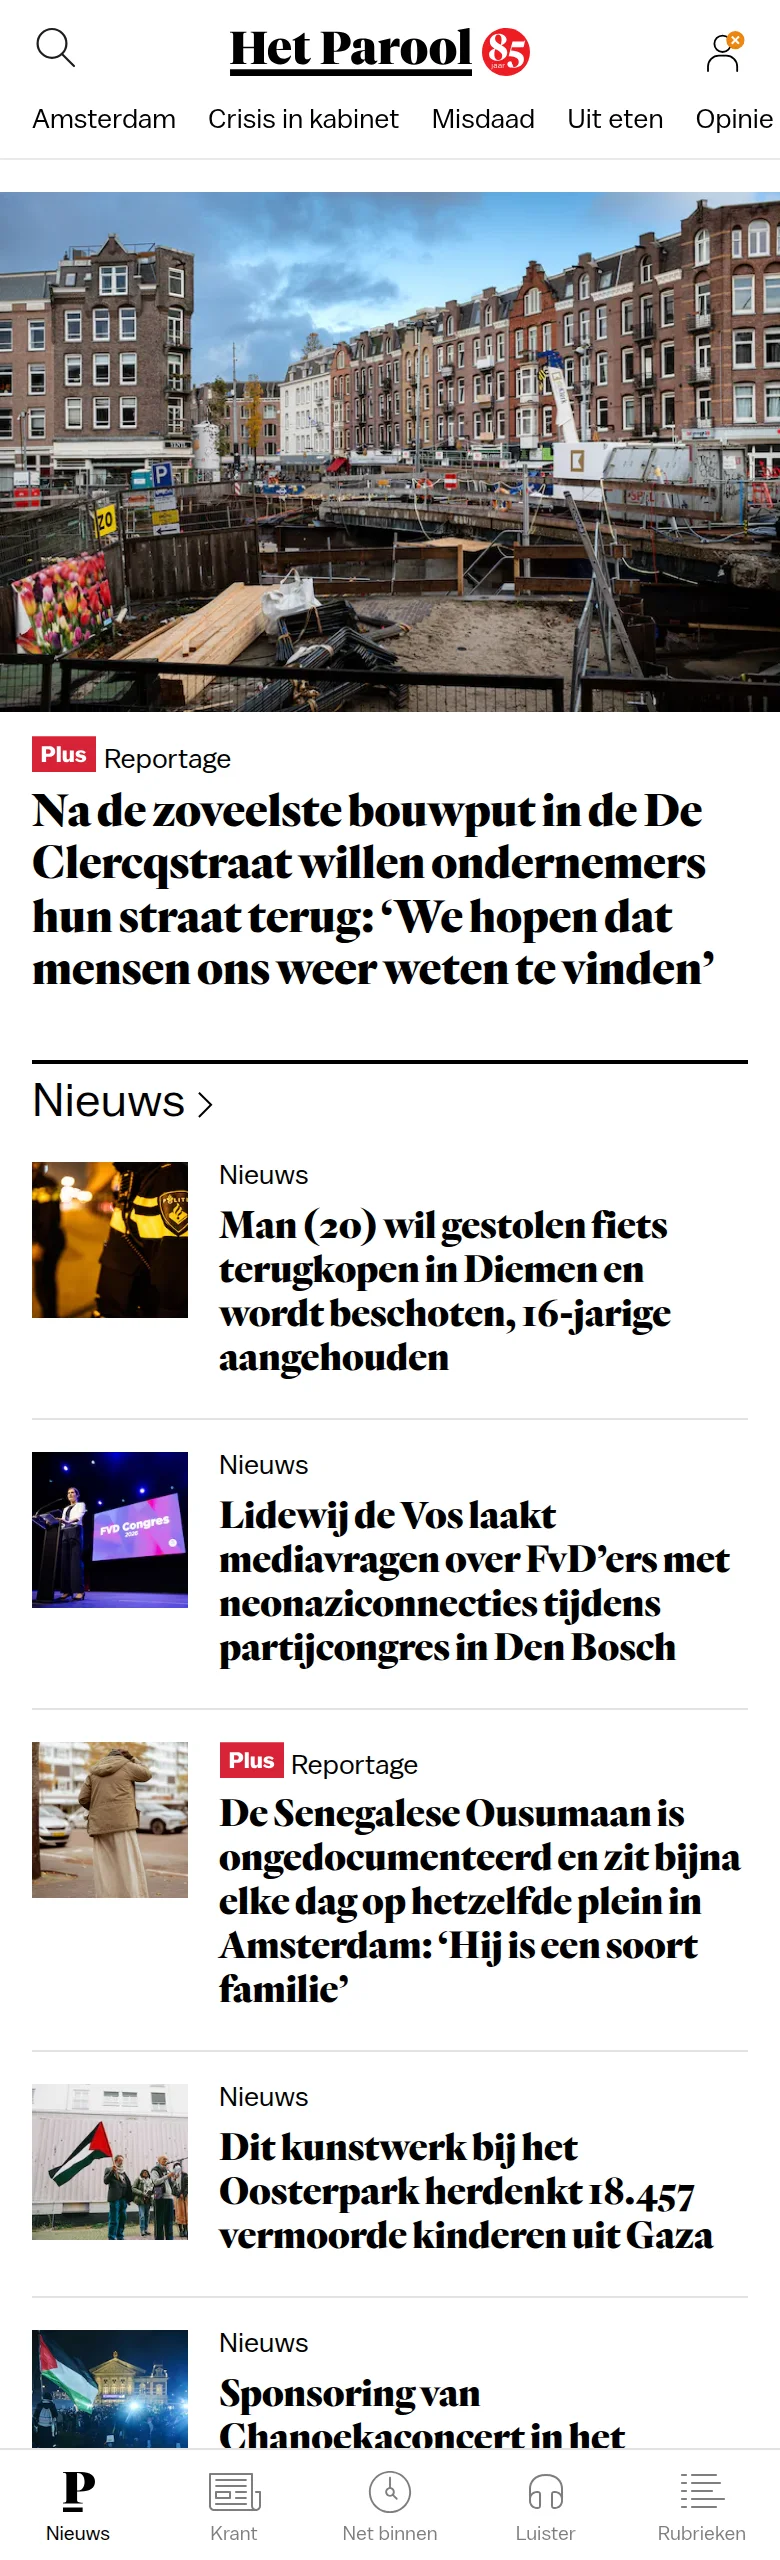 Het Parool 85 jaar
Amsterdam Crisis in kabinet Misdaad Uit eten Opinie
P
ZO
Plus Reportage
Na de zoveelste bouwput in de De
Clercqstraat willen ondernemers
hun straat terug: ‘We hopen dat
mensen ons weer weten te vinden’
Nieuws
Nieuws
Man (20) wil gestolen fiets
terugkopen in Diemen en
wordt beschoten, 16-jarige
aangehouden
Nieuws
FVD Congres
2026
Lidewij de Vos laakt
mediavragen over FvD’ers met
neonaziconnecties tijdens
partijcongres in Den Bosch
Plus Reportage
De Senegalese Ousumaan is
ongedocumenteerd en zit bijna
elke dag op hetzelfde plein in
Amsterdam: ‘Hij is een soort
familie’
Nieuws
Dit kunstwerk bij het
Oosterpark herdenkt 18.457
vermoorde kinderen uit Gaza
Nieuws
Sponsoring van
Chanoekaconcert in het
P
Nieuws Krant Net binnen Luister Rubrieken